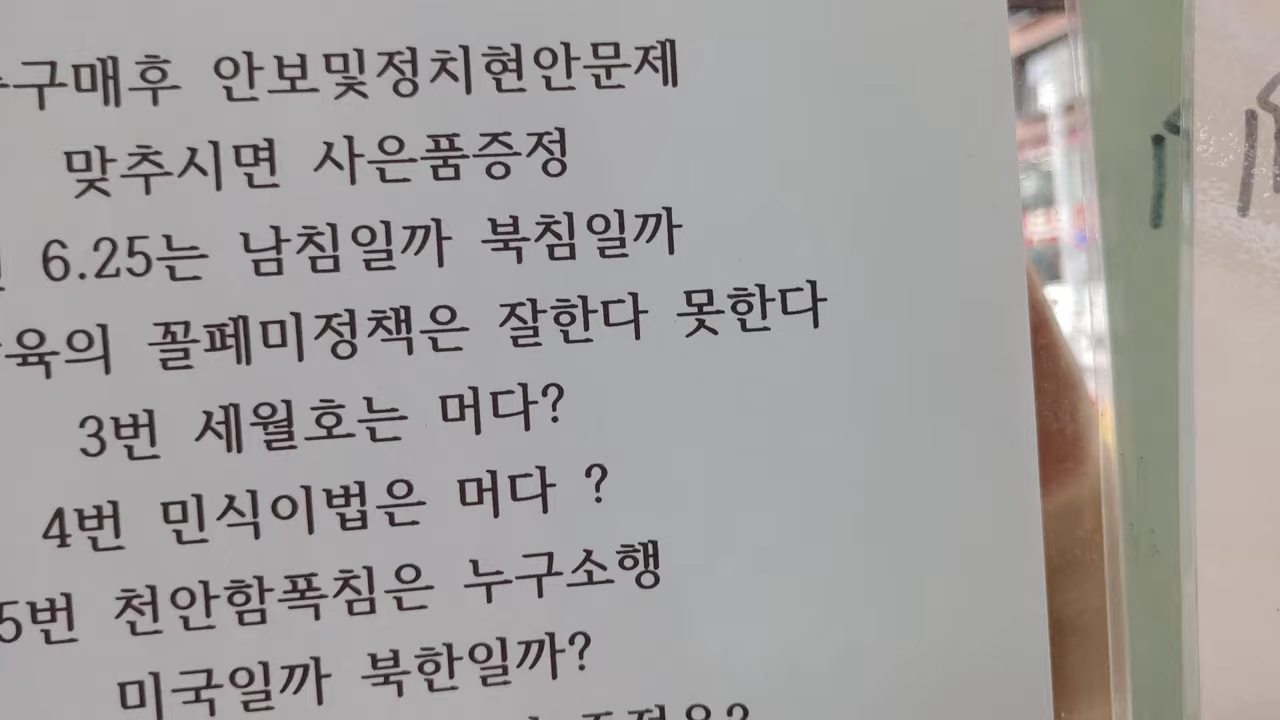 구매후 안보및정치현안문제
맞추시면 사은품증정
6.25는 남침일까 북침일까
육의 꼴페미정책은 잘한다 못한다
3번 세월호는 머다?
4번 민식이법은 머다 ?
5번 천안함폭침은 누구소행
미국일까 북한일까?